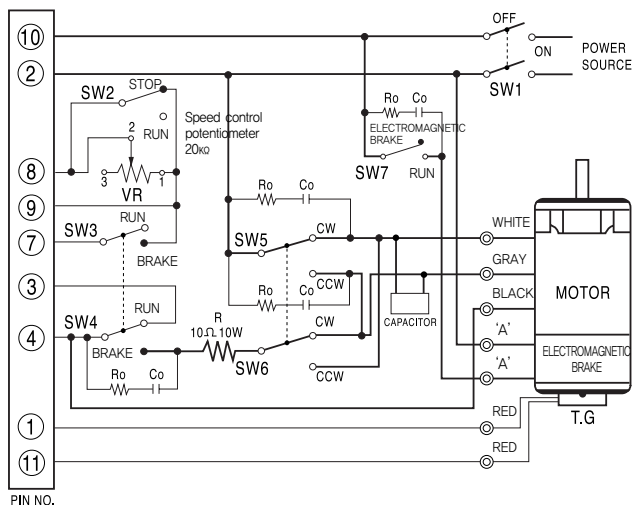 OFF
10
ON
POWER
SOURCE
2
SW1
SW2
STOP
Ro
Co
Speed control
potentiometer
20KΩ
2
RUN
ELECTROMAGNETIC
BRAKE
8
3
1
VR
SW7
RUN
9
Ro
Co
RUN
WHITE
7
SW3
SW5
CW
BRAKE
GRAY
3
CCW
RUN
Ro
Co
BLACK
MOTOR
R
10Ω 10W
CW
CAPACITOR
4
SW4
'A'
BRAKE
ELECTROMAGNETIC
BRAKE
SW6
CCW
'A'
Ro
Co
RED
T.G
1
RED
11
PIN NO.